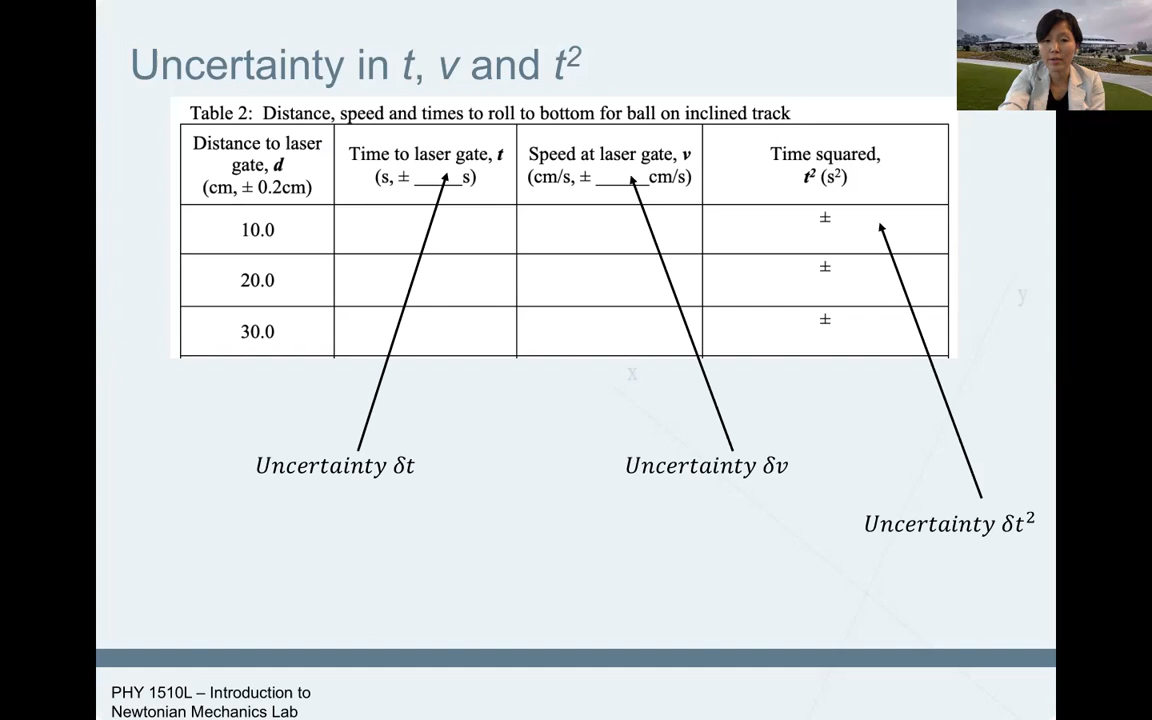 Uncertainty in t, v and t²
Table 2: Distance, speed and times to roll to bottom for ball on inclined track
Distance to laser
gate, d
(cm, ± 0.2cm)
Time to laser gate, t
(s, ± _____s)
Speed at laser gate, v
(cm/s, ± _____cm/s)
Time squared,
t² (s²)
10.0
±
20.0
±
30.0
±
y
x
Uncertainty δt
Uncertainty δv
Uncertainty δt²
PHY 1510L – Introduction to
Newtonian Mechanics Lab